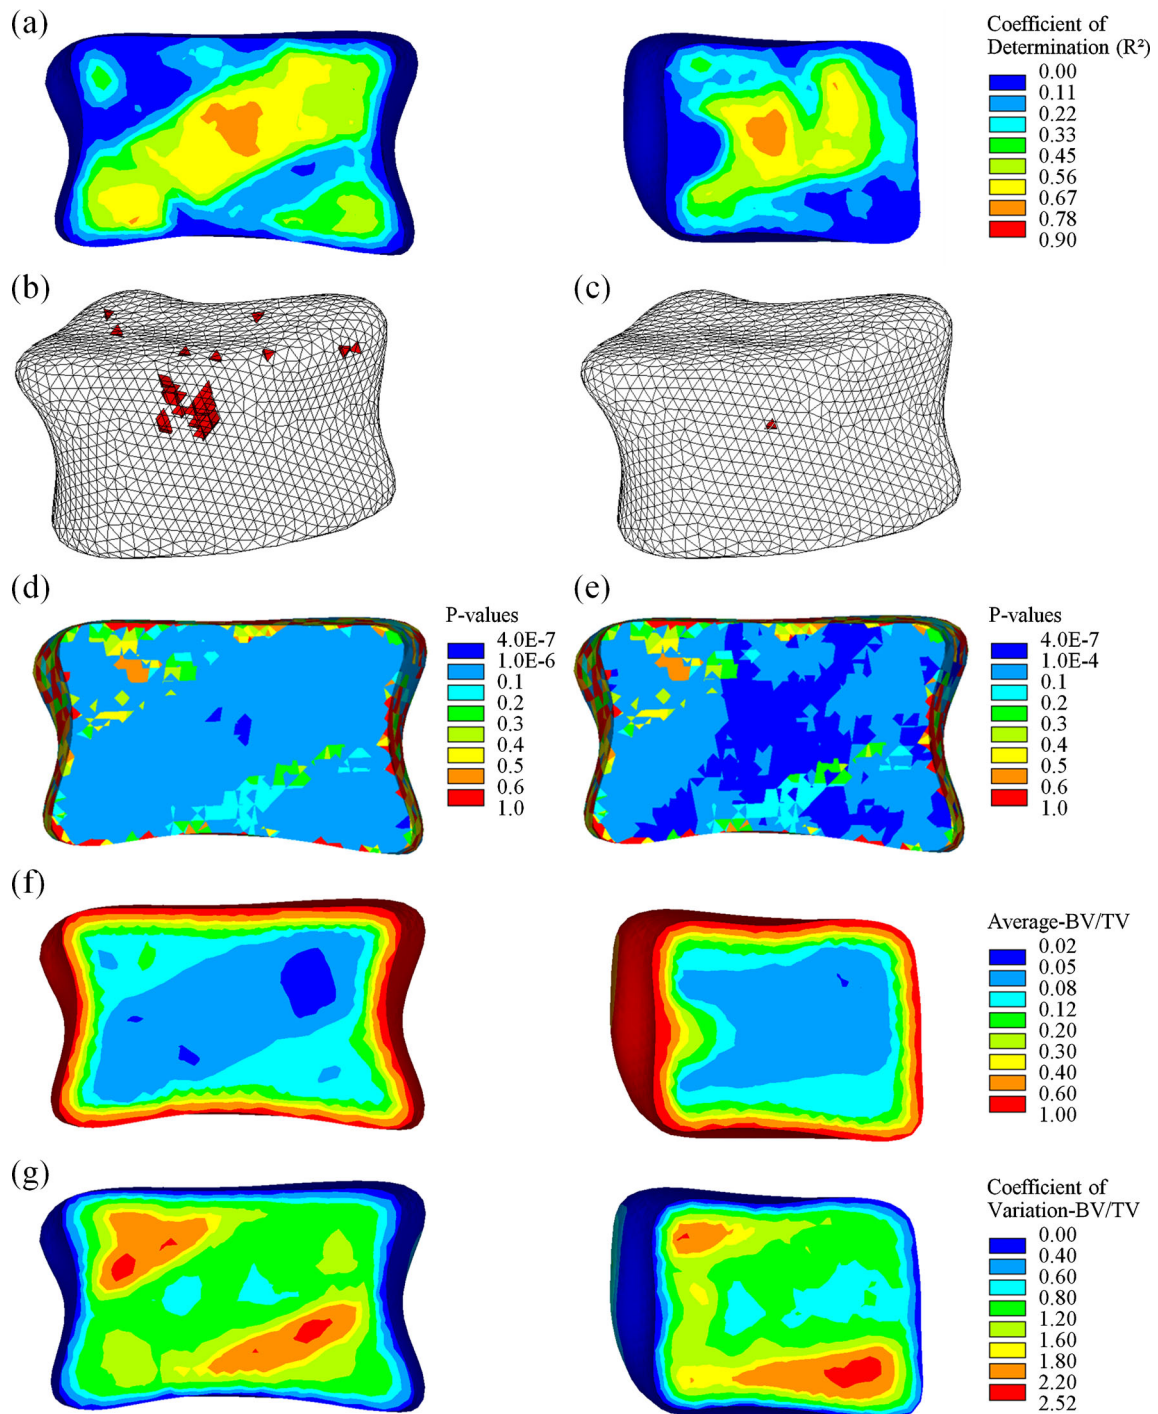 (a)
Coefficient of
Determination (R²)
0.00
0.11
0.22
0.33
0.45
0.56
0.67
0.78
0.90
(b)
(c)
(d)
P-values
4.0E-7
1.0E-6
0.1
0.2
0.3
0.4
0.5
0.6
1.0
(e)
P-values
4.0E-7
1.0E-4
0.1
0.2
0.3
0.4
0.5
0.6
1.0
(f)
Average-BV/TV
0.02
0.05
0.08
0.12
0.20
0.30
0.40
0.60
1.00
(g)
Coefficient of
Variation-BV/TV
0.00
0.40
0.60
0.80
1.20
1.60
1.80
2.20
2.52